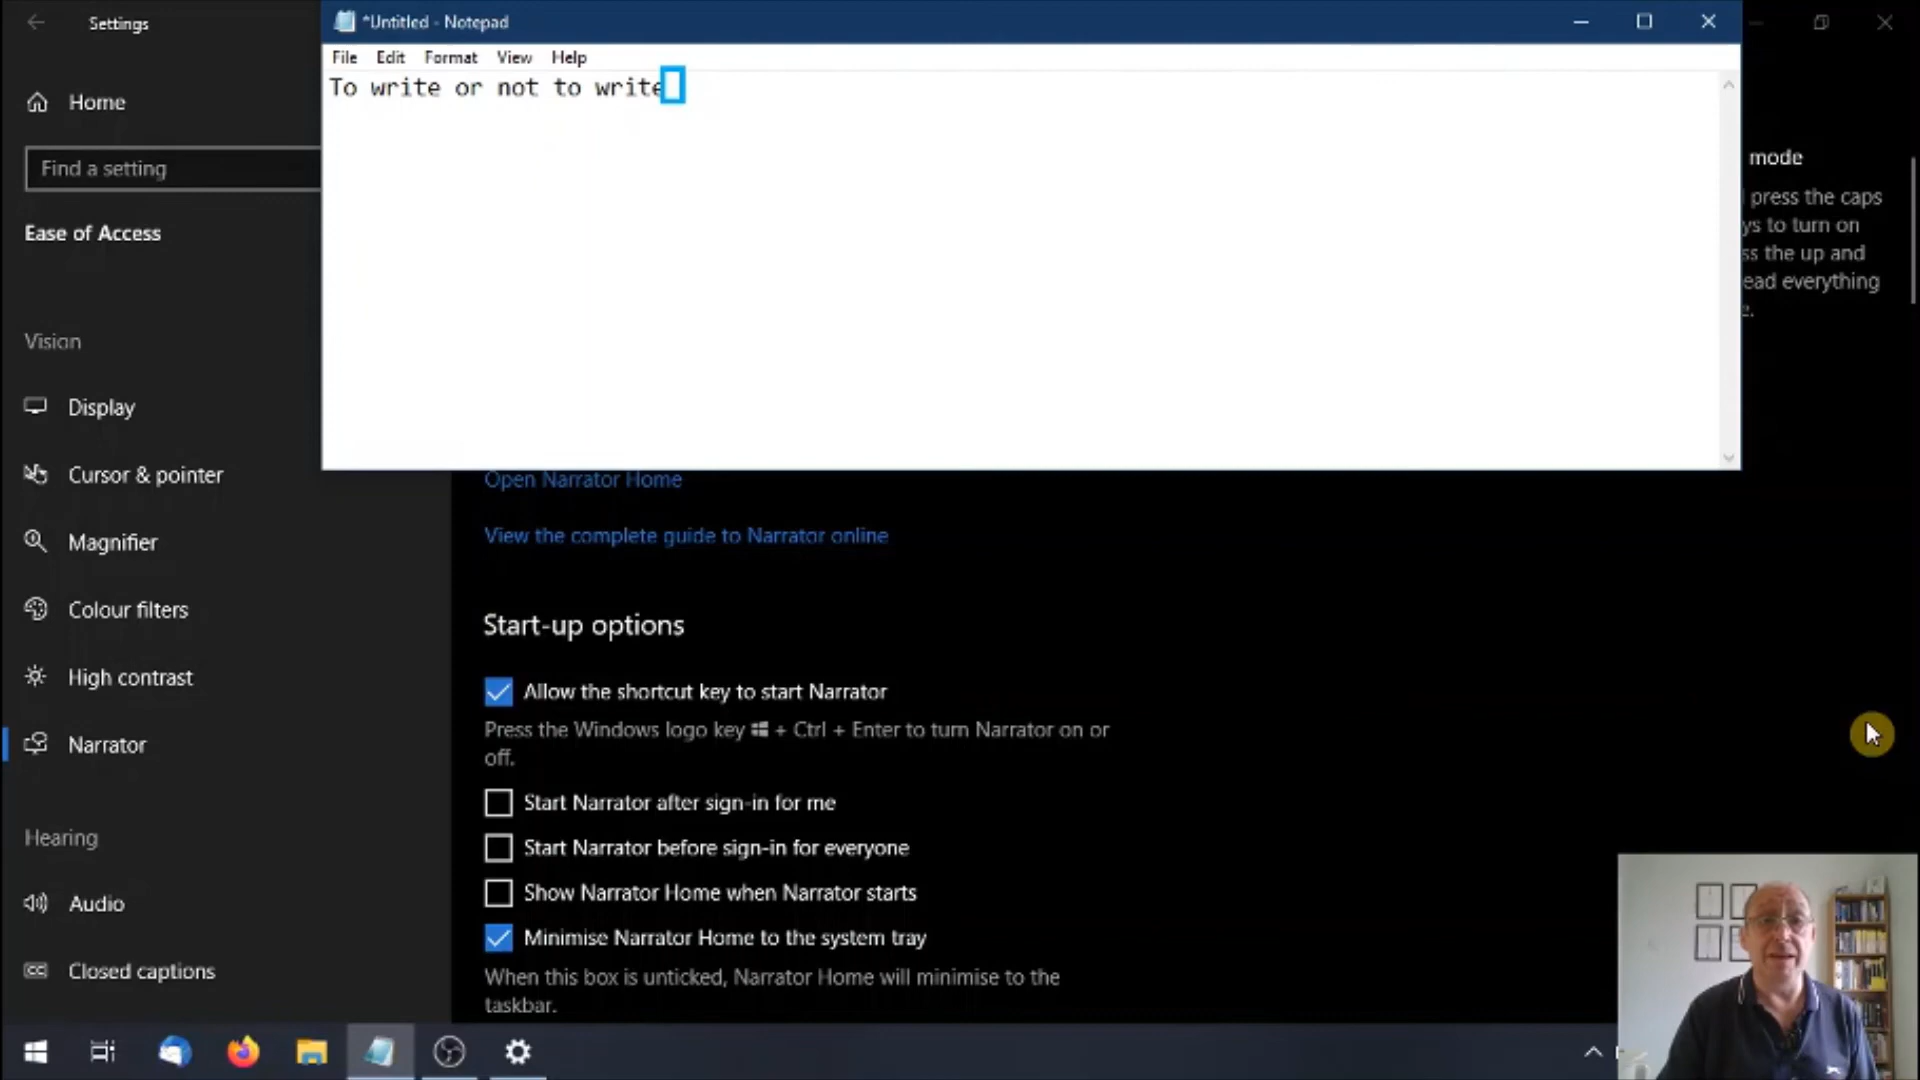 Settings
*Untitled - Notepad
File Edit Format View Help
To write or not to write
Home
Find a setting
Ease of Access
mode
press the caps
ys to turn on
ss the up and
ead everything
e.
Vision
Display
Cursor & pointer
Magnifier
Colour filters
High contrast
Narrator
Hearing
Audio
Closed captions
Open Narrator Home
View the complete guide to Narrator online
Start-up options
Allow the shortcut key to start Narrator
Press the Windows logo key + Ctrl + Enter to turn Narrator on or
off.
Start Narrator after sign-in for me
Start Narrator before sign-in for everyone
Show Narrator Home when Narrator starts
Minimise Narrator Home to the system tray
When this box is unticked, Narrator Home will minimise to the
taskbar.